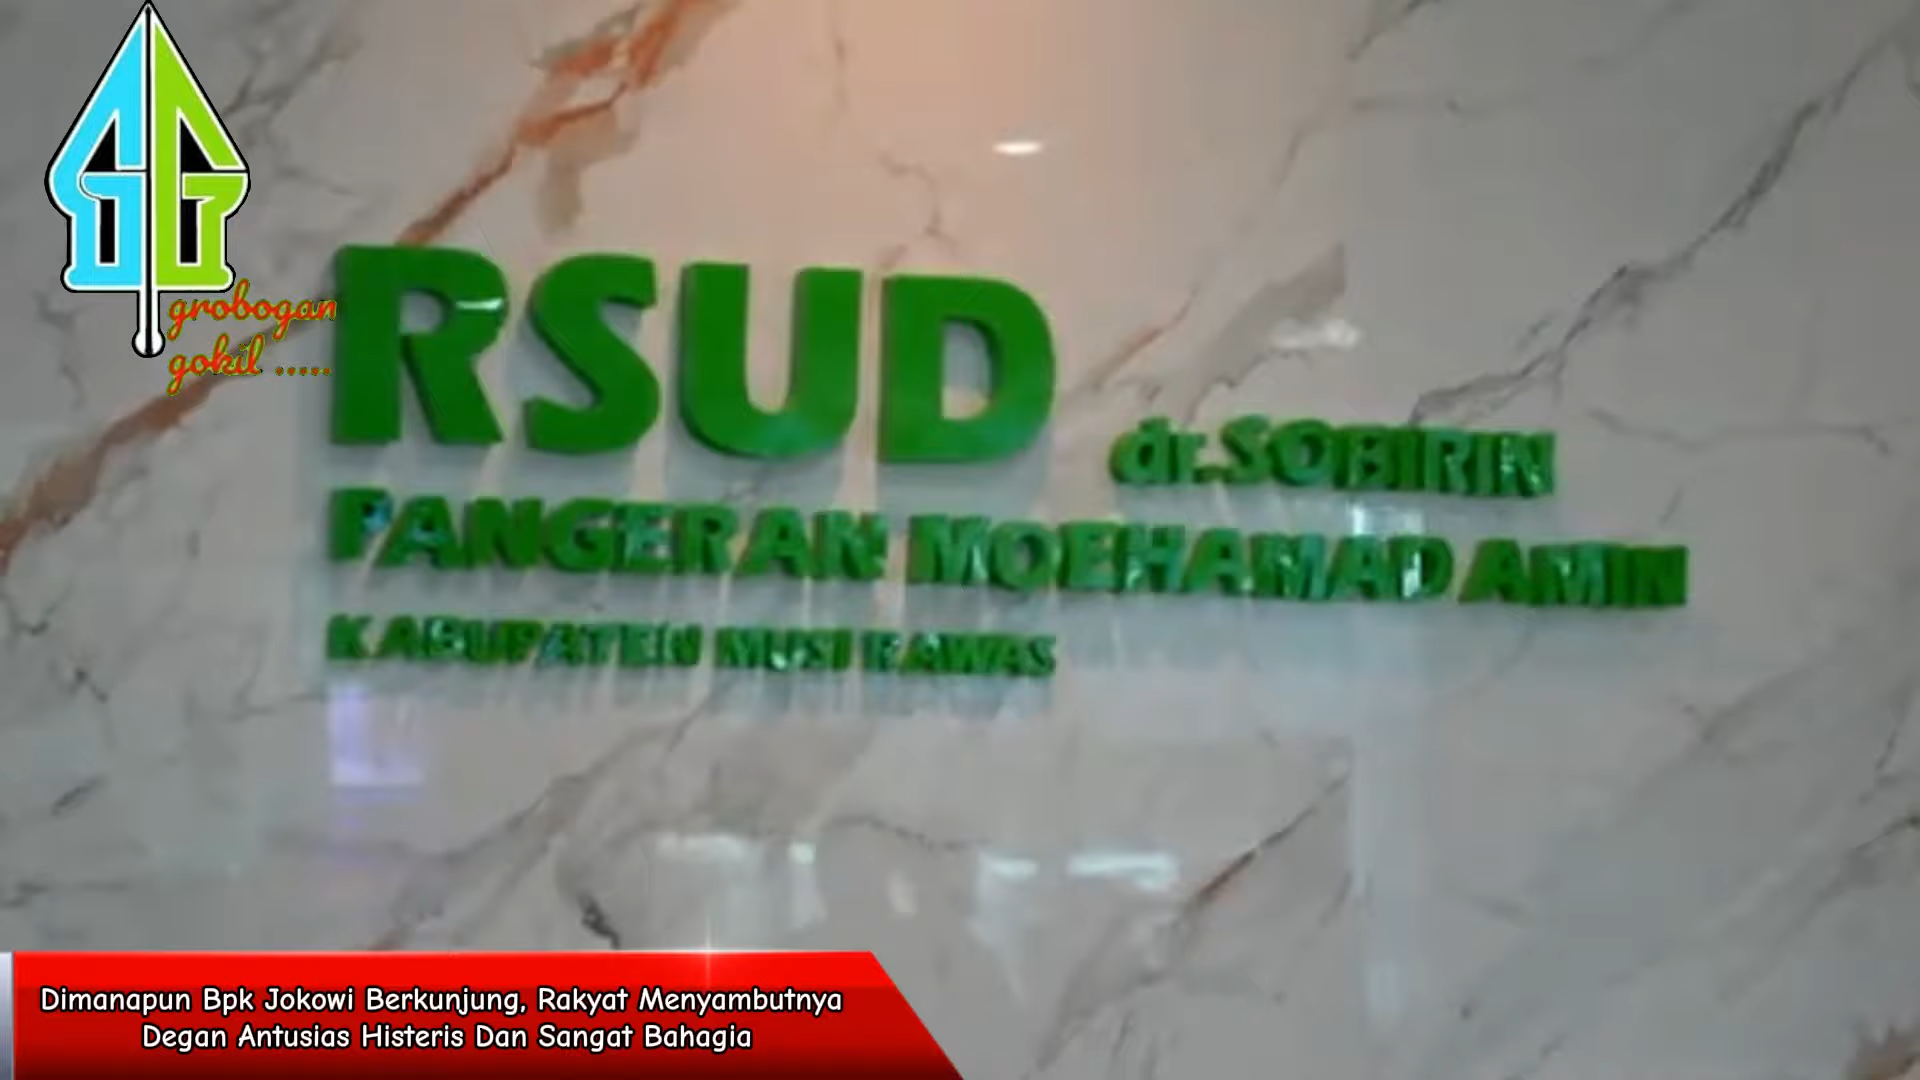 grobogan
gokil .....
RSUD dr.SOBIRIN
PANGERAN MOEHAMAD AMIN
KABUPATEN MUSI RAWAS
Dimanapun Bpk Jokowi Berkunjung, Rakyat Menyambutnya
Degan Antusias Histeris Dan Sangat Bahagia